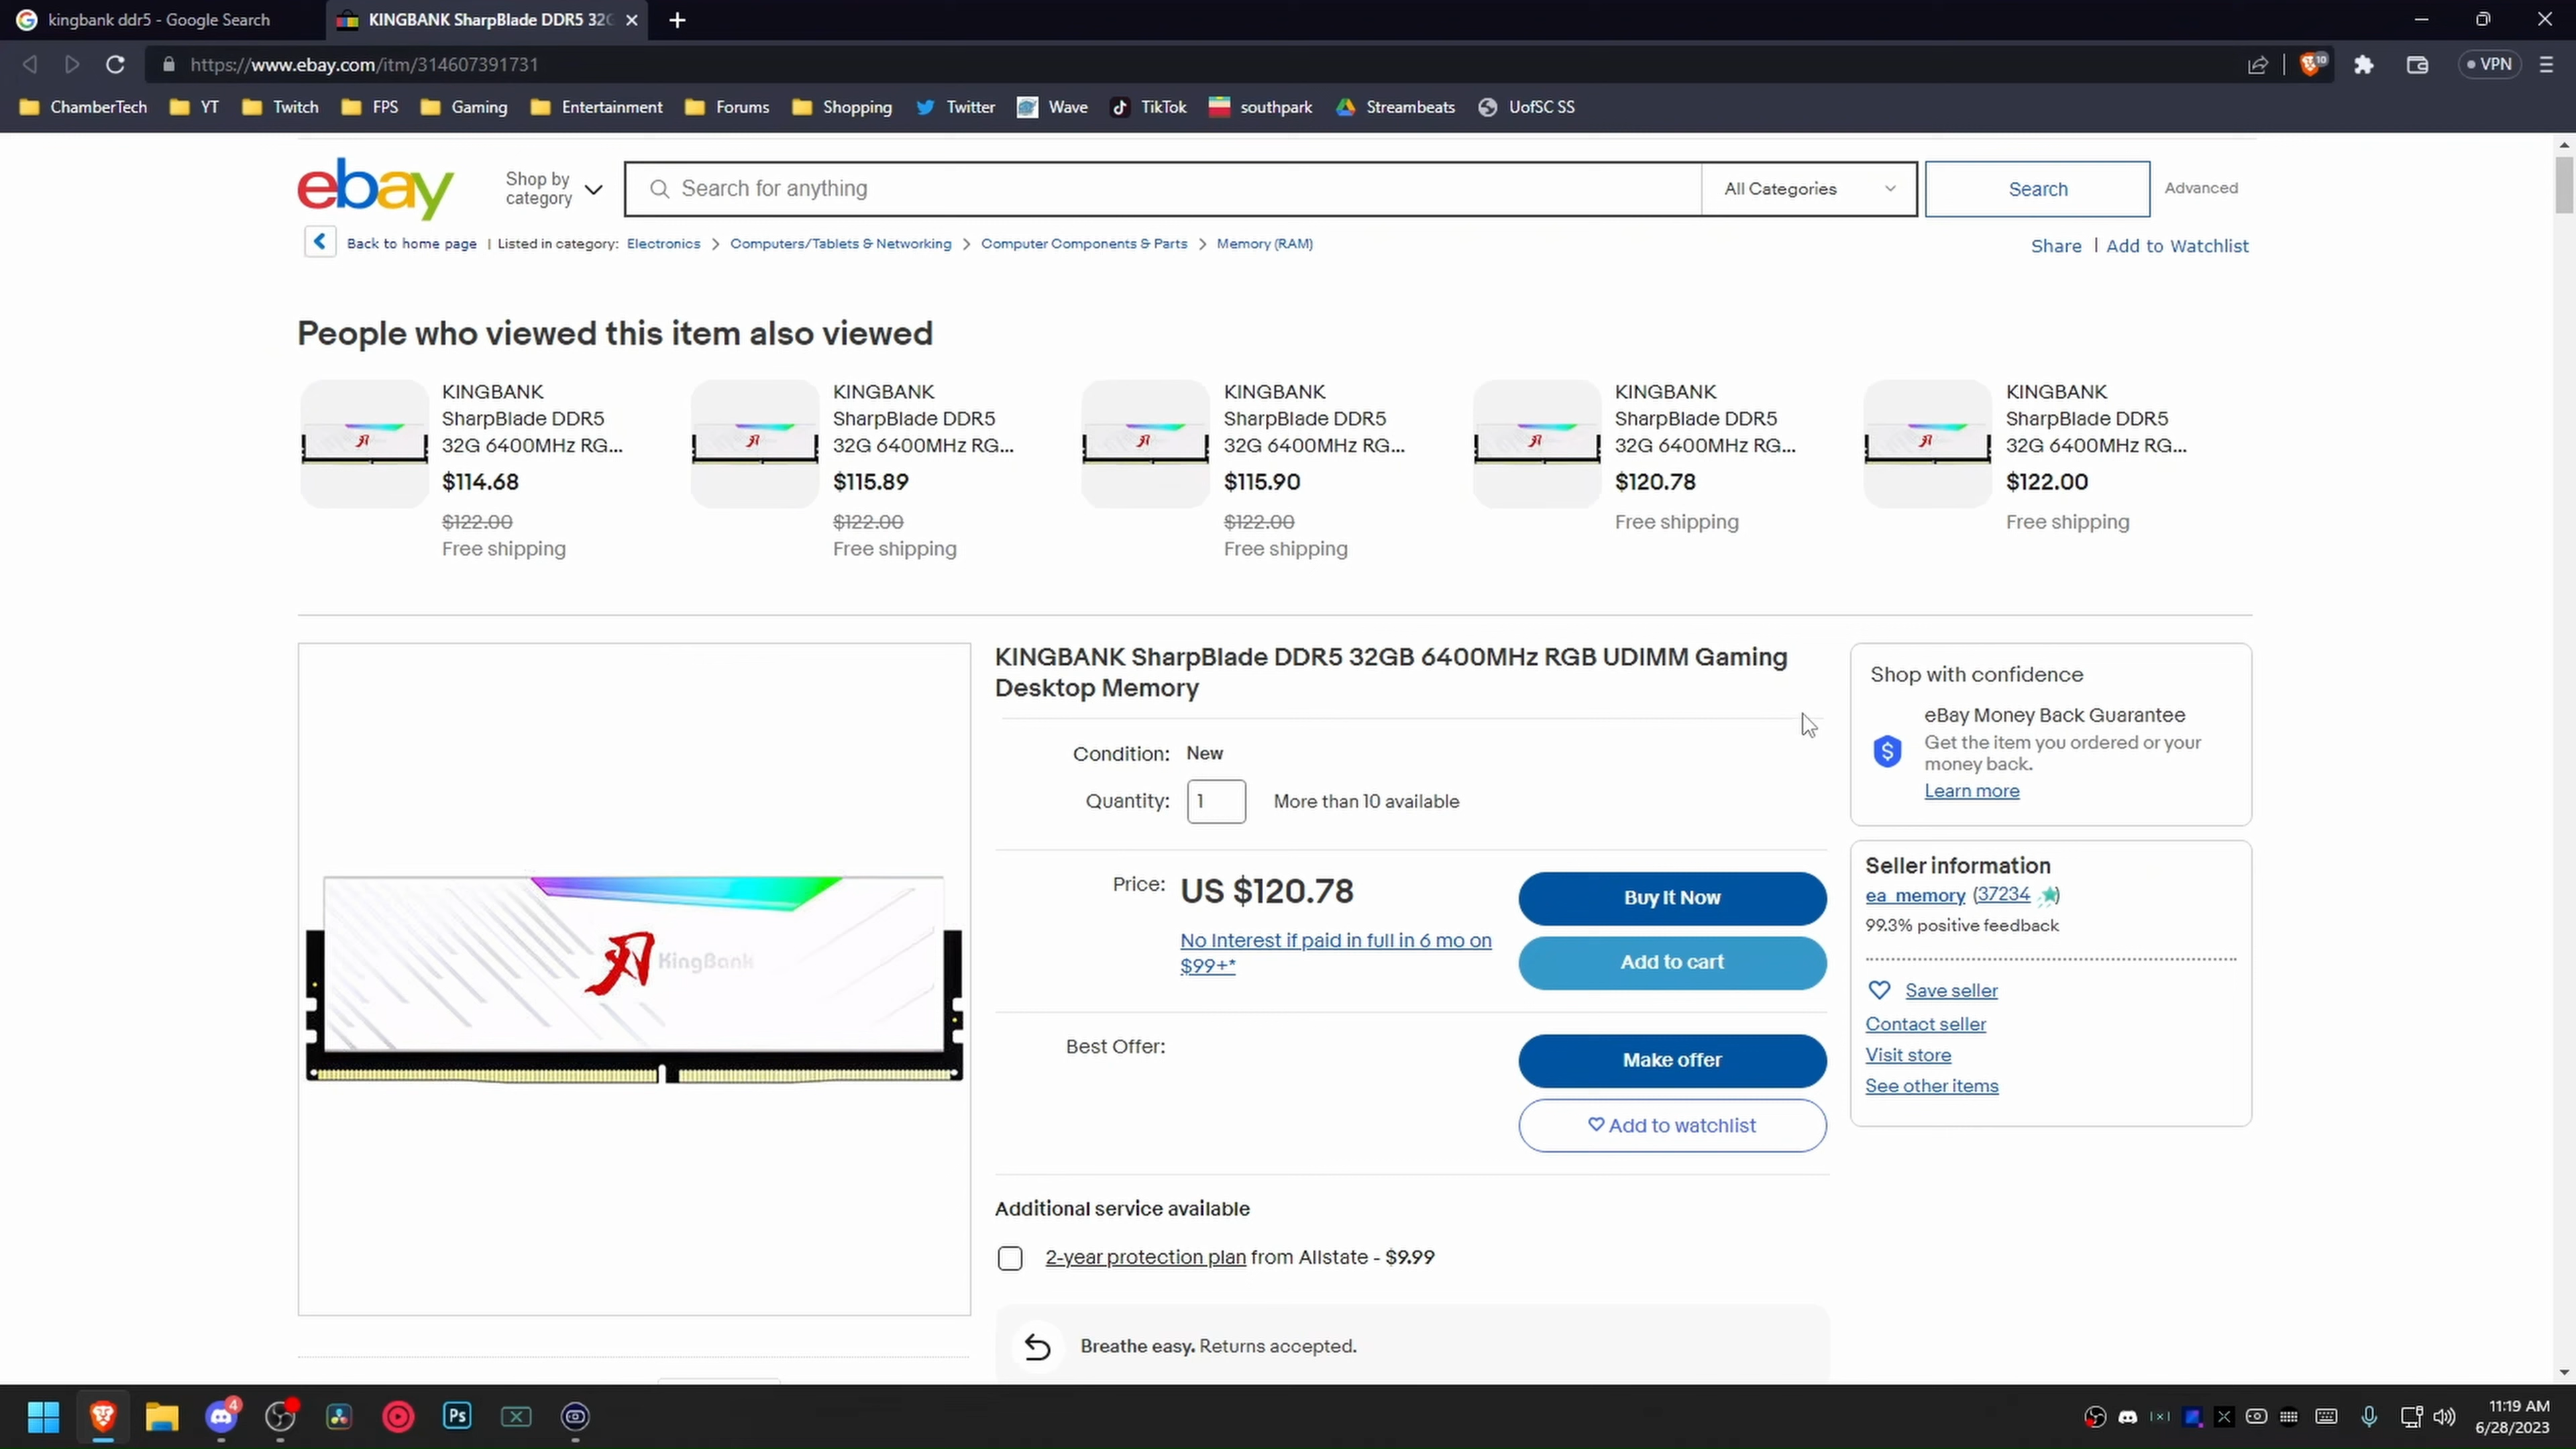 kingbank ddr5 - Google Search
KINGBANK SharpBlade DDR5 32G
https://www.ebay.com/itm/314607391731
10
VPN
ChamberTech
YT
Twitch
FPS
Gaming
Entertainment
Forums
Shopping
Twitter
Wave
TikTok
southpark
Streambeats
UofSC SS
ebay
Shop by
category
Search for anything
All Categories
Search
Advanced
Back to home page | Listed in category: Electronics > Computers/Tablets & Networking > Computer Components & Parts > Memory (RAM)
Share | Add to Watchlist
People who viewed this item also viewed
KINGBANK
SharpBlade DDR5
32G 6400MHz RG...
$114.68
$122.00
Free shipping
KINGBANK
SharpBlade DDR5
32G 6400MHz RG...
$115.89
$122.00
Free shipping
KINGBANK
SharpBlade DDR5
32G 6400MHz RG...
$115.90
$122.00
Free shipping
KINGBANK
SharpBlade DDR5
32G 6400MHz RG...
$120.78
Free shipping
KINGBANK
SharpBlade DDR5
32G 6400MHz RG...
$122.00
Free shipping
刃 KingBank
KINGBANK SharpBlade DDR5 32GB 6400MHz RGB UDIMM Gaming
Desktop Memory
Condition: New
Quantity: 1 More than 10 available
Price: US $120.78
No Interest if paid in full in 6 mo on
$99+*
Buy It Now
Add to cart
Best Offer:
Make offer
Add to watchlist
Additional service available
2-year protection plan from Allstate - $9.99
Breathe easy. Returns accepted.
Shop with confidence
eBay Money Back Guarantee
Get the item you ordered or your
money back.
Learn more
Seller information
ea_memory (37234)
99.3% positive feedback
Save seller
Contact seller
Visit store
See other items
4
Ps
11:19 AM
6/28/2023